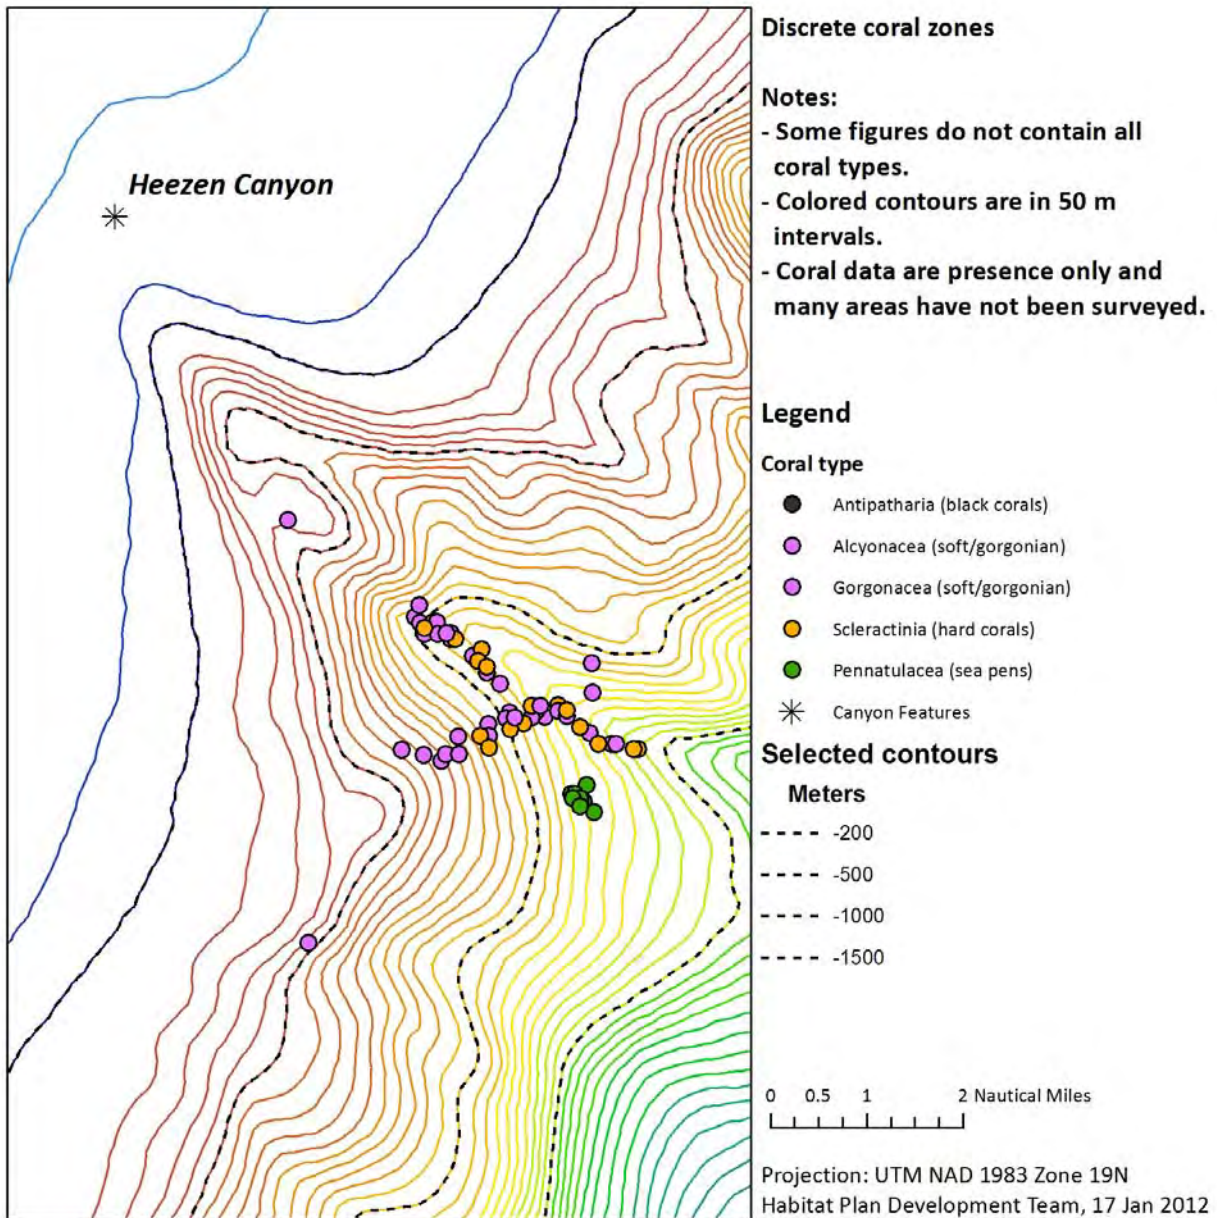 Discrete coral zones
Notes:
- Some figures do not contain all
coral types.
- Colored contours are in 50 m
intervals.
- Coral data are presence only and
many areas have not been surveyed.
Heezen Canyon
Legend
Coral type
Antipatharia (black corals)
Alcyonacea (soft/gorgonian)
Gorgonacea (soft/gorgonian)
Scleractinia (hard corals)
Pennatulacea (sea pens)
Canyon Features
Selected contours
Meters
-200
-500
-1000
-1500
0 0.5 1 2 Nautical Miles
Projection: UTM NAD 1983 Zone 19N
Habitat Plan Development Team, 17 Jan 2012